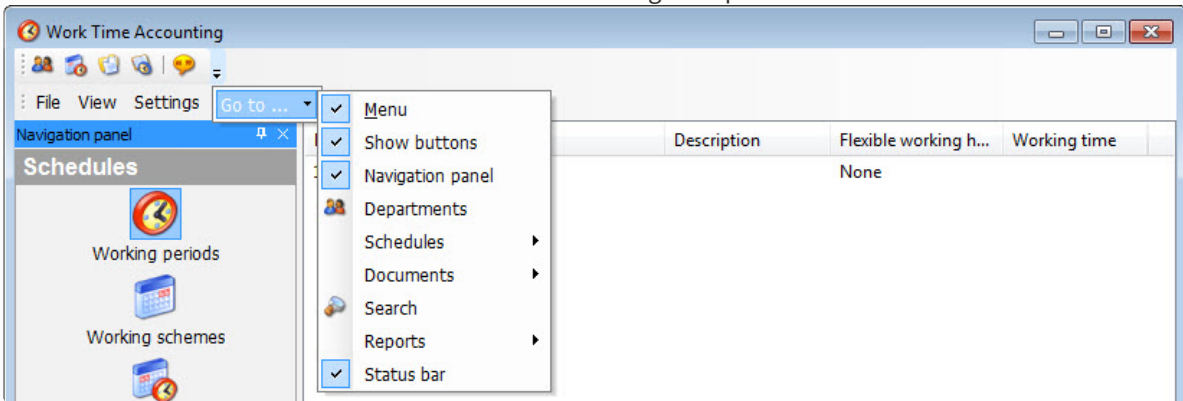 Work Time Accounting
File View Settings Go to ...
Navigation panel
Schedules
Working periods
Working schemes
Menu
Show buttons
Navigation panel
Departments
Schedules
Documents
Search
Reports
Status bar
Description Flexible working h... Working time
None